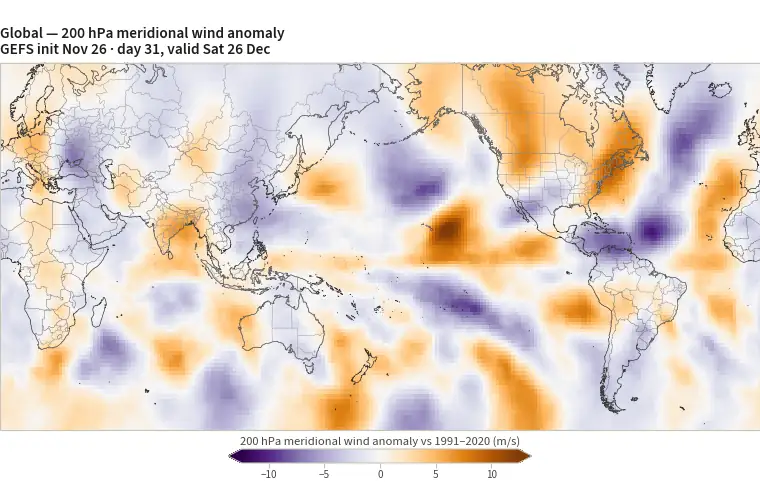 Global — 200 hPa meridional wind anomaly
GEFS init Nov 26 · day 31, valid Sat 26 Dec
200 hPa meridional wind anomaly vs 1991–2020 (m/s)
−10 −5 0 5 10